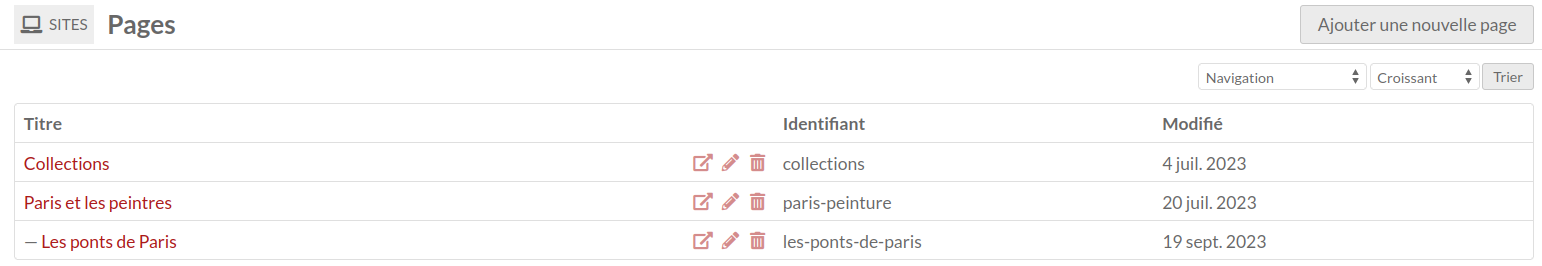 SITES Pages Ajouter une nouvelle page
Navigation Croissant Trier
Titre Identifiant Modifié
Collections collections 4 juil. 2023
Paris et les peintres paris-peinture 20 juil. 2023
— Les ponts de Paris les-ponts-de-paris 19 sept. 2023